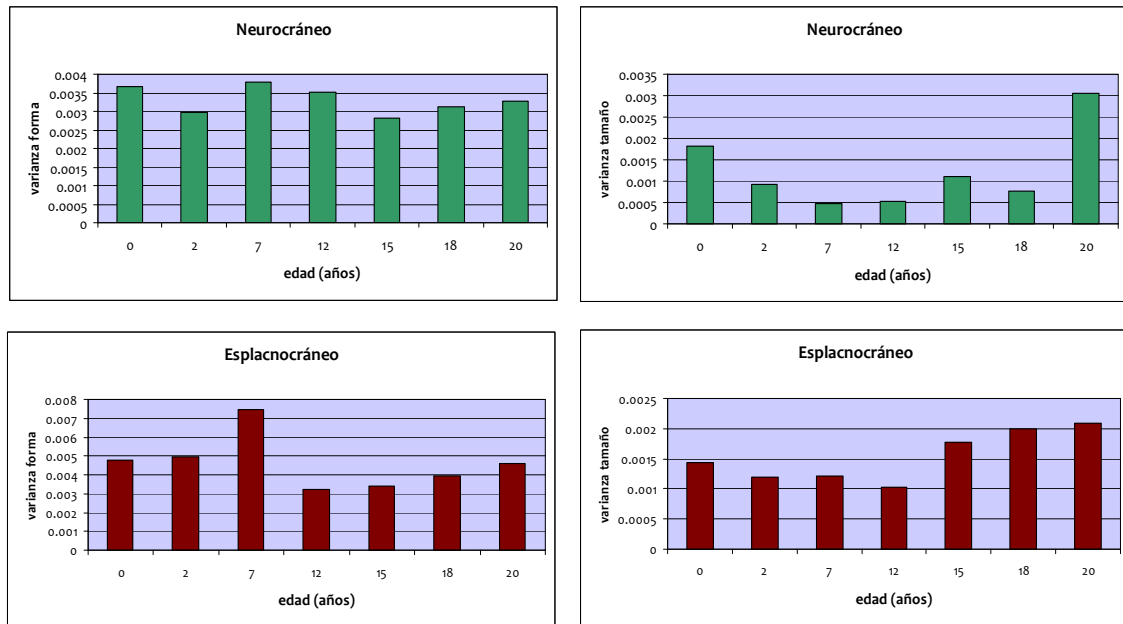 Neurocráneo
varianza forma
0.004
0.0035
0.003
0.0025
0.002
0.0015
0.001
0.0005
0
0 2 7 12 15 18 20
edad (años)
Neurocráneo
varianza tamaño
0.0035
0.003
0.0025
0.002
0.0015
0.001
0.0005
0
0 2 7 12 15 18 20
edad (años)
Esplacnocráneo
varianza forma
0.008
0.007
0.006
0.005
0.004
0.003
0.002
0.001
0
0 2 7 12 15 18 20
edad (años)
Esplacnocráneo
varianza tamaño
0.0025
0.002
0.0015
0.001
0.0005
0
0 2 7 12 15 18 20
edad (años)